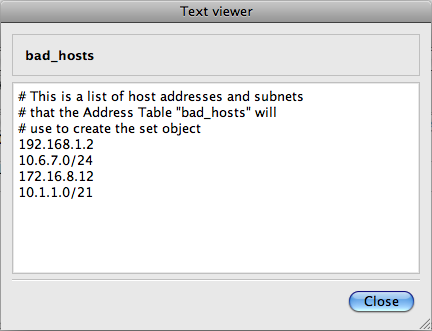 Text viewer
bad_hosts
# This is a list of host addresses and subnets
# that the Address Table "bad_hosts" will
# use to create the set object
192.168.1.2
10.6.7.0/24
172.16.8.12
10.1.1.0/21
Close